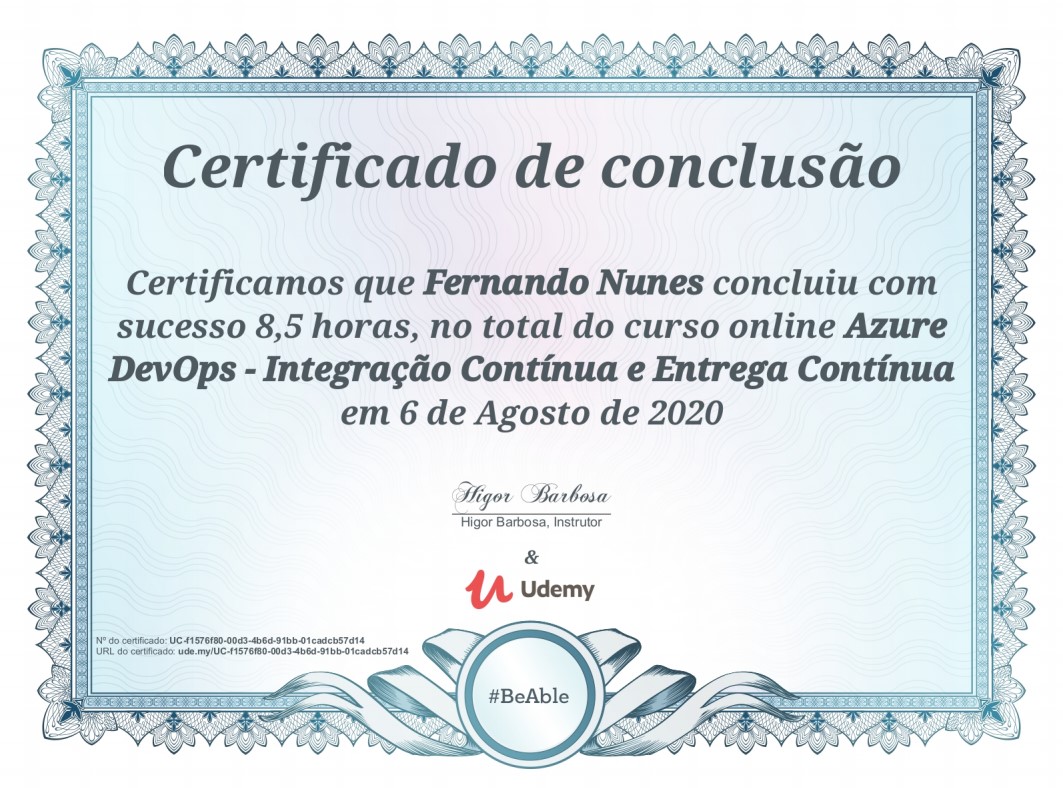 Certificado de conclusão
Certificamos que Fernando Nunes concluiu com
sucesso 8,5 horas, no total do curso online Azure
DevOps - Integração Contínua e Entrega Contínua
em 6 de Agosto de 2020
Higor Barbosa
Higor Barbosa, Instrutor
&
Udemy
Nº do certificado: UC-f1576f80-00d3-4b6d-91bb-01cadcb57d14
URL do certificado: ude.my/UC-f1576f80-00d3-4b6d-91bb-01cadcb57d14
#BeAble